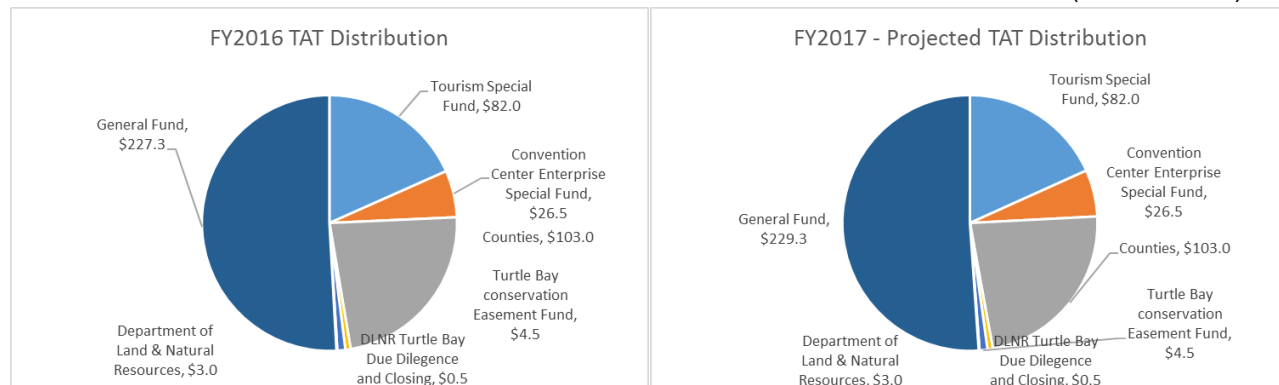 FY2016 TAT Distribution
Tourism Special
Fund, $82.0
General Fund,
$227.3
Convention
Center Enterprise
Special Fund,
$26.5
Counties, $103.0
Turtle Bay
conservation
Easement Fund,
$4.5
Department of
Land & Natural
Resources, $3.0
DLNR Turtle Bay
Due Dilegence
and Closing, $0.5
FY2017 - Projected TAT Distribution
Tourism Special
Fund, $82.0
Convention
Center Enterprise
Special Fund,
$26.5
General Fund,
$229.3
Counties, $103.0
Turtle Bay
conservation
Easement Fund,
$4.5
Department of
Land & Natural
Resources, $3.0
DLNR Turtle Bay
Due Dilegence
and Closing, $0.5